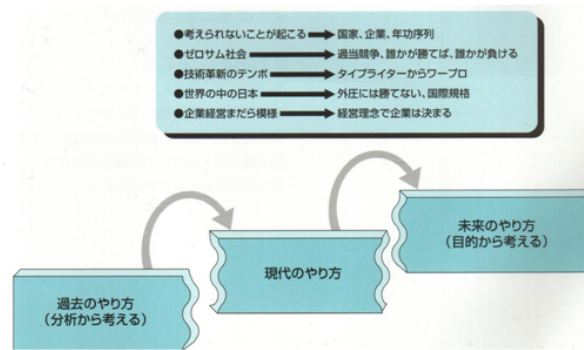 ●考えられないことが起こる → 国家、企業、年功序列
●ゼロサム社会 → 過当競争、誰かが勝てば、誰かが負ける
●技術革新のテンポ → タイプライターからワープロ
●世界の中の日本 → 外圧には勝てない、国際規格
●企業経営まだら模様 → 経営理念で企業は決まる
未来のやり方
(目的から考える)
現代のやり方
過去のやり方
(分析から考える)